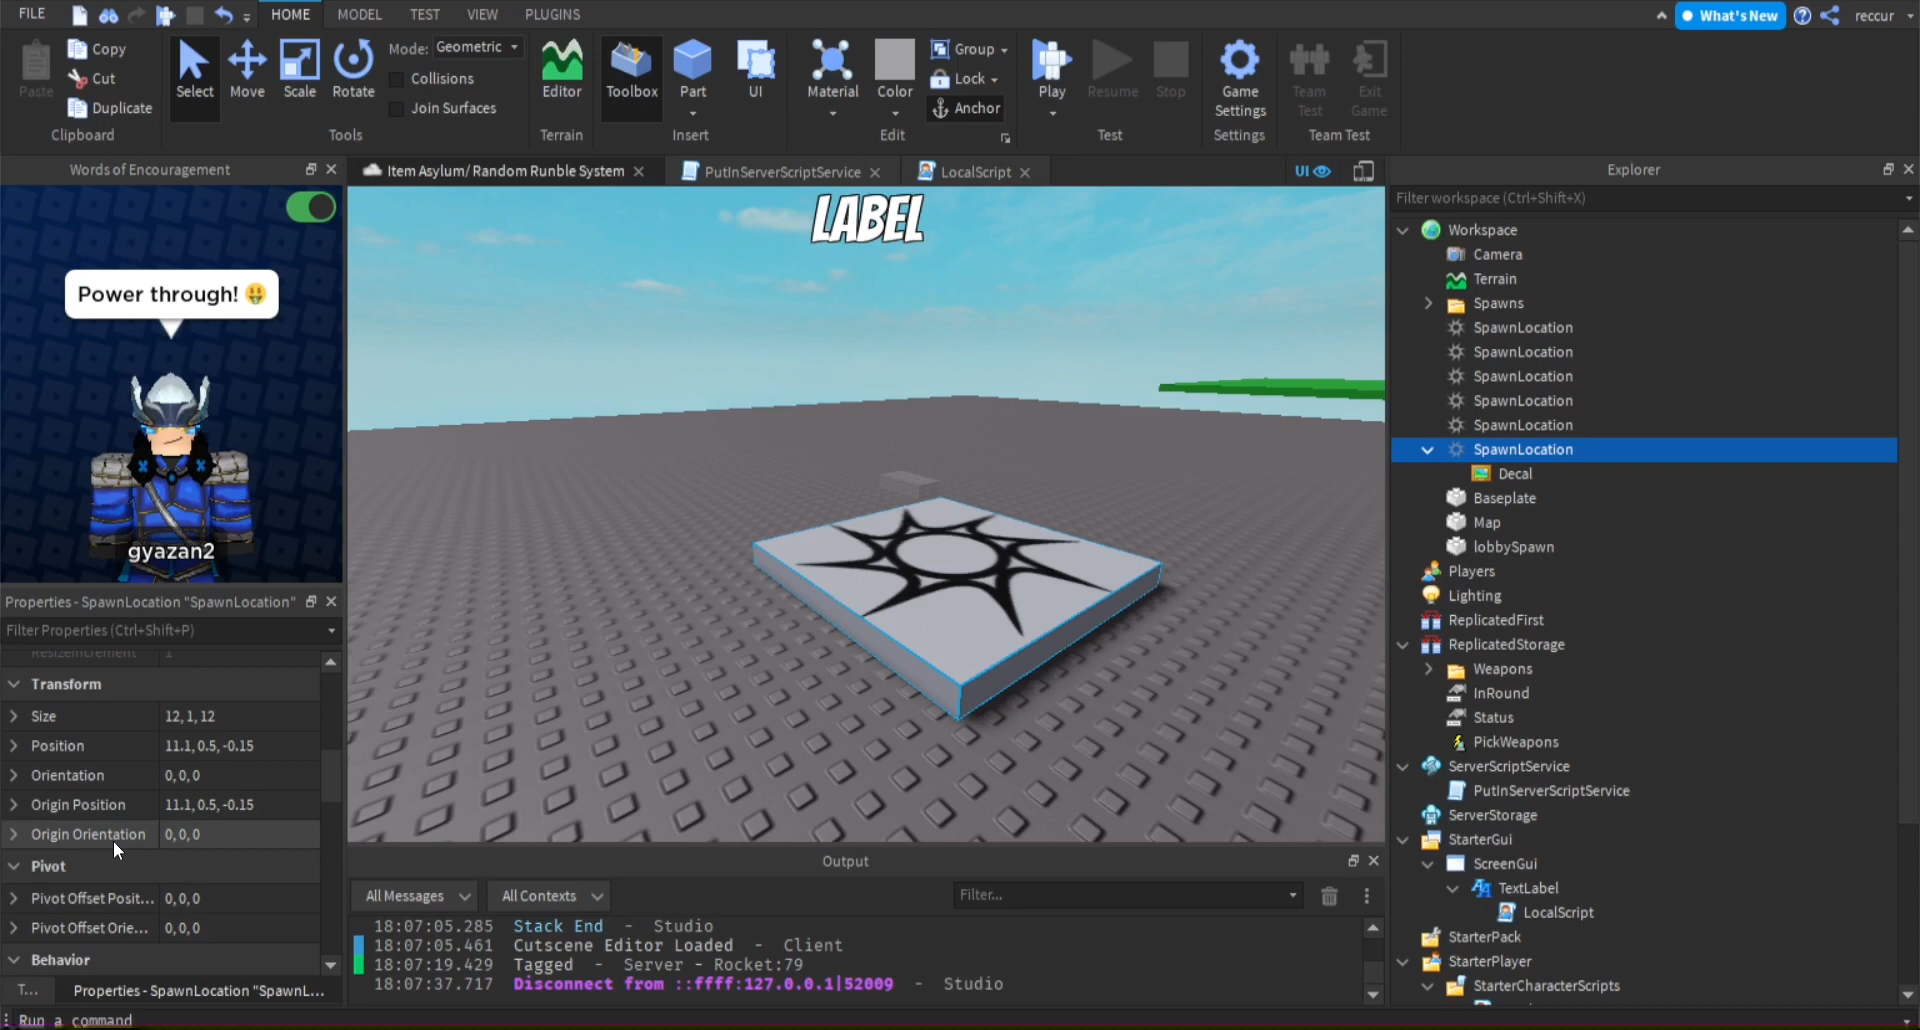 FILE
HOME
MODEL
TEST
VIEW
PLUGINS
What's New
reccur
Paste
Copy
Cut
Duplicate
Clipboard
Select
Move
Scale
Rotate
Mode: Geometric
Collisions
Join Surfaces
Tools
Editor
Terrain
Toolbox
Part
UI
Insert
Material
Color
Group
Lock
Anchor
Edit
Play
Resume
Stop
Test
Game Settings
Settings
Team Test
Exit Game
Team Test
Words of Encouragement
Power through! 🤑
gyazan2
Properties - SpawnLocation "SpawnLocation"
Filter Properties (Ctrl+Shift+P)
ResizeIncrement 1
Transform
Size 12, 1, 12
Position 11.1, 0.5, -0.15
Orientation 0, 0, 0
Origin Position 11.1, 0.5, -0.15
Origin Orientation 0, 0, 0
Pivot
Pivot Offset Posit... 0, 0, 0
Pivot Offset Orie... 0, 0, 0
Behavior
T...
Properties - SpawnLocation "SpawnL...
Run a command
Item Asylum/ Random Runble System
PutInServerScriptService
LocalScript
UI
LABEL
Output
All Messages
All Contexts
Filter...
18:07:05.285 Stack End - Studio
18:07:05.461 Cutscene Editor Loaded - Client
18:07:19.429 Tagged - Server - Rocket:79
18:07:37.717 Disconnect from ::ffff:127.0.0.1|52009 - Studio
Explorer
Filter workspace (Ctrl+Shift+X)
Workspace
Camera
Terrain
Spawns
SpawnLocation
SpawnLocation
SpawnLocation
SpawnLocation
SpawnLocation
SpawnLocation
Decal
Baseplate
Map
lobbySpawn
Players
Lighting
ReplicatedFirst
ReplicatedStorage
Weapons
InRound
Status
PickWeapons
ServerScriptService
PutInServerScriptService
ServerStorage
StarterGui
ScreenGui
TextLabel
LocalScript
StarterPack
StarterPlayer
StarterCharacterScripts